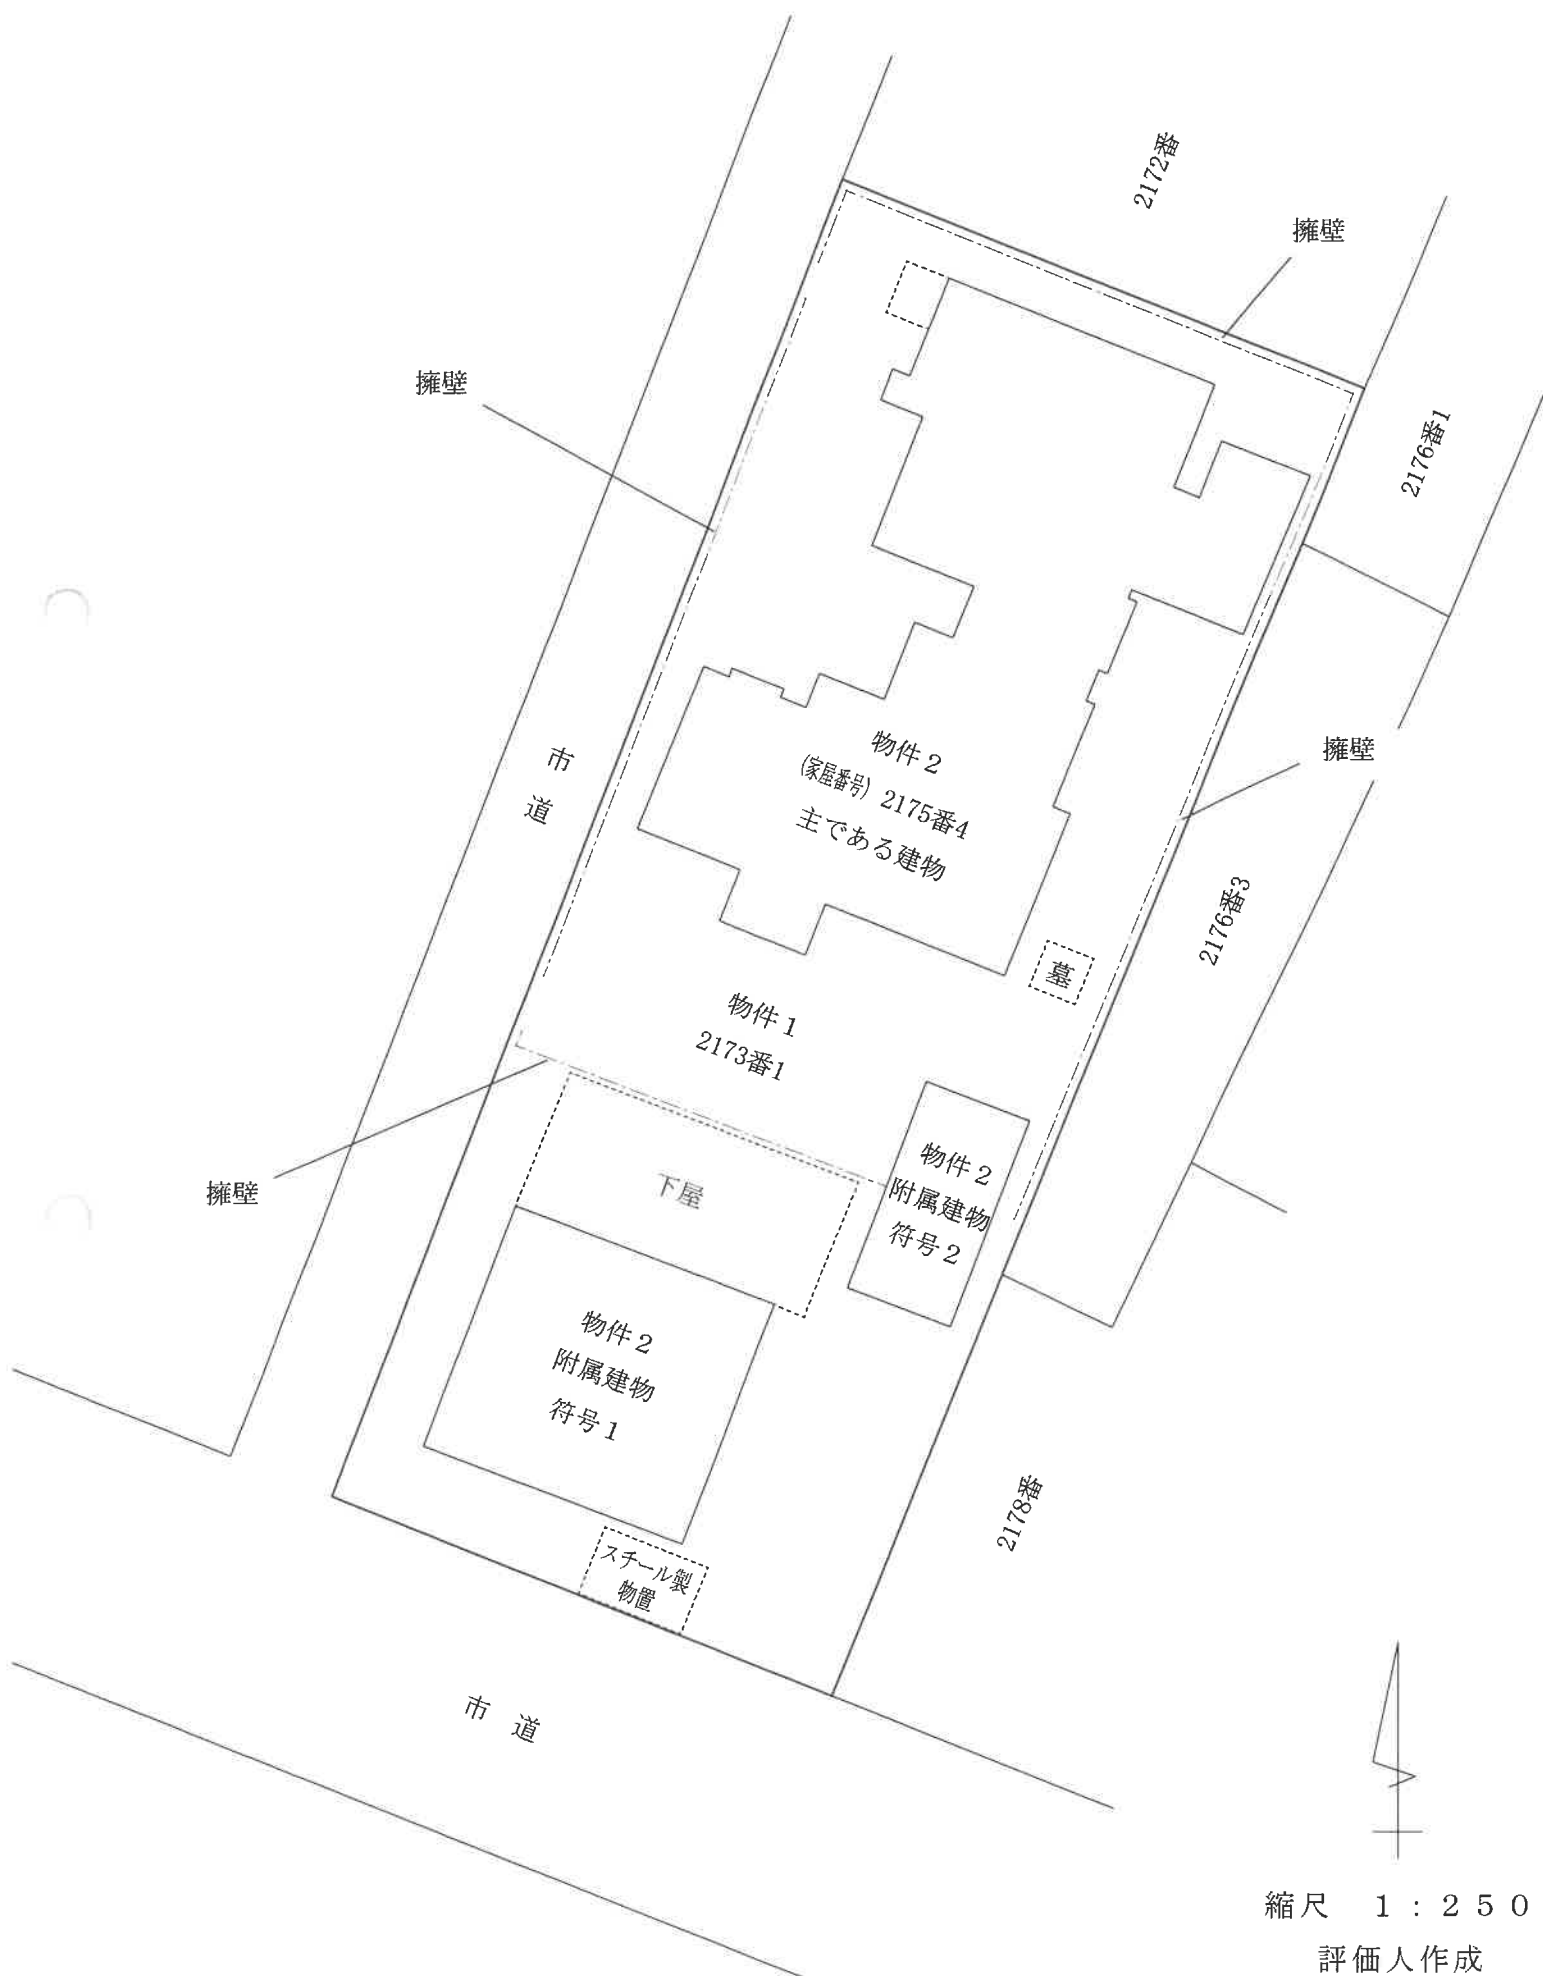 2172番
擁壁
擁壁
2176番1
物件２
(家屋番号) 2175番4
主である建物
擁壁
市
道
2176番3
墓
物件１
2173番1
擁壁
下屋
物件２
附属建物
符号２
物件２
附属建物
符号１
2178番
スチール製
物置
市 道
縮尺 １：２５０
評価人作成